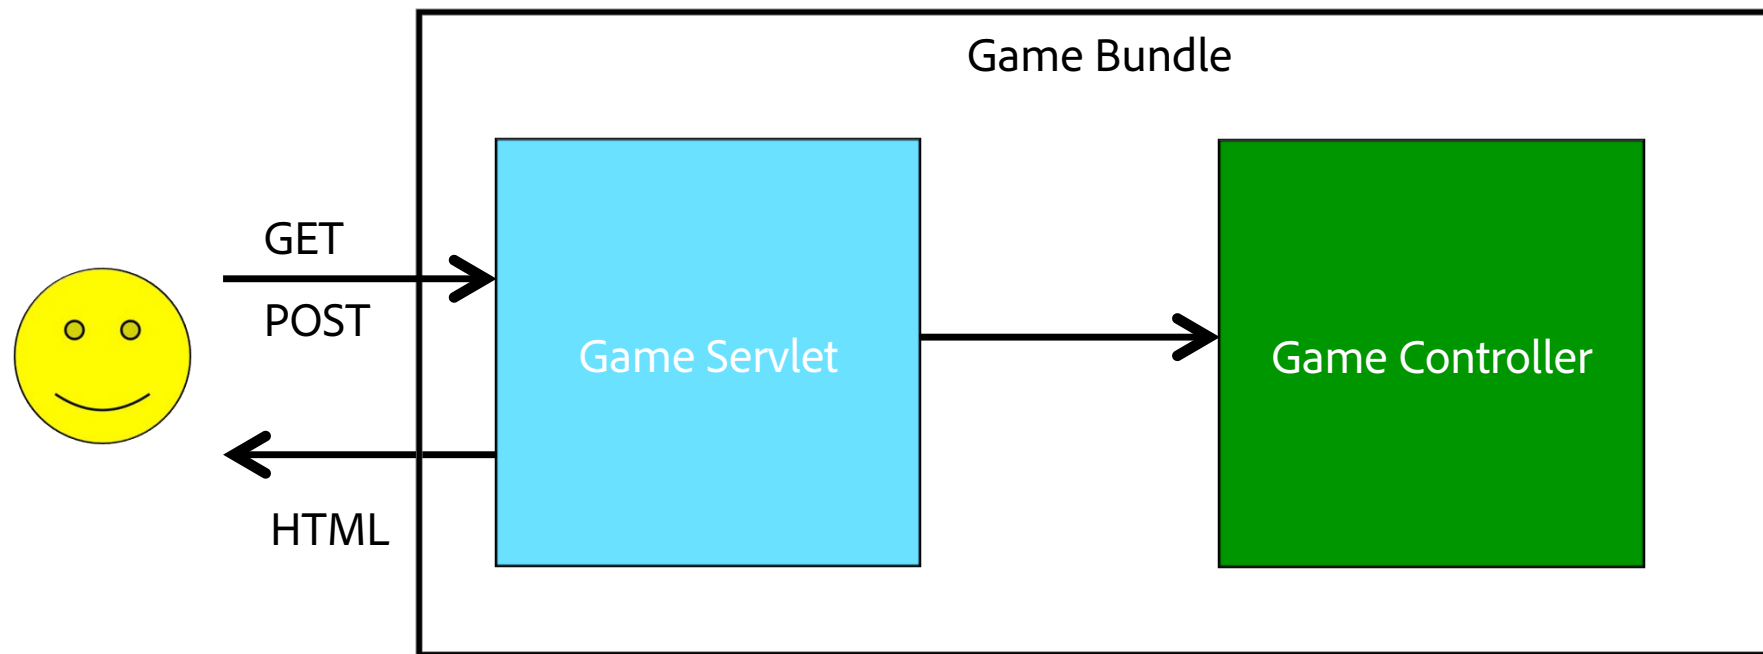 Game Bundle
GET
POST
Game Servlet
Game Controller
HTML